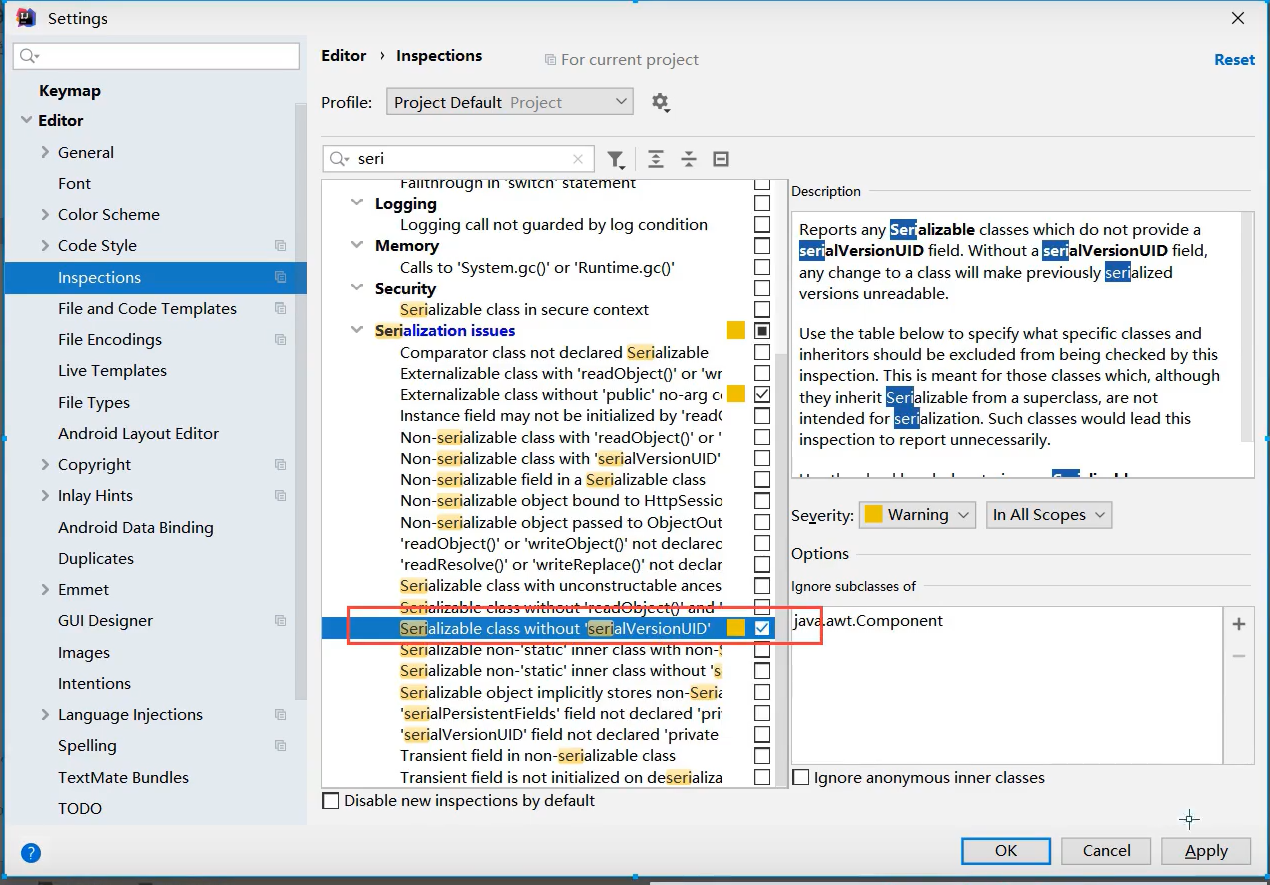 Settings
Keymap
Editor
General
Font
Color Scheme
Code Style
Inspections
File and Code Templates
File Encodings
Live Templates
File Types
Android Layout Editor
Copyright
Inlay Hints
Android Data Binding
Duplicates
Emmet
GUI Designer
Images
Intentions
Language Injections
Spelling
TextMate Bundles
TODO
?
Editor › Inspections For current project
Reset
Profile: Project Default Project
seri
Fallthrough in 'switch' statement
Logging
Logging call not guarded by log condition
Memory
Calls to 'System.gc()' or 'Runtime.gc()'
Security
Serializable class in secure context
Serialization issues
Comparator class not declared Serializable
Externalizable class with 'readObject()' or 'wr
Externalizable class without 'public' no-arg co
Instance field may not be initialized by 'readO
Non-serializable class with 'readObject()' or '
Non-serializable class with 'serialVersionUID'
Non-serializable field in a Serializable class
Non-serializable object bound to HttpSessio
Non-serializable object passed to ObjectOut
'readObject()' or 'writeObject()' not declared
'readResolve()' or 'writeReplace()' not declar
Serializable class with unconstructable ances
Serializable class without 'readObject()' and '
Serializable class without 'serialVersionUID'
Serializable non-'static' inner class with non-S
Serializable non-'static' inner class without 's
Serializable object implicitly stores non-Seria
'serialPersistentFields' field not declared 'priv
'serialVersionUID' field not declared 'private
Transient field in non-serializable class
Transient field is not initialized on deserializa
Disable new inspections by default
Description
Reports any Serializable classes which do not provide a
serialVersionUID field. Without a serialVersionUID field,
any change to a class will make previously serialized
versions unreadable.
Use the table below to specify what specific classes and
inheritors should be excluded from being checked by this
inspection. This is meant for those classes which, although
they inherit Serializable from a superclass, are not
intended for serialization. Such classes would lead this
inspection to report unnecessarily.
Severity: Warning In All Scopes
Options
Ignore subclasses of
java.awt.Component
Ignore anonymous inner classes
OK Cancel Apply